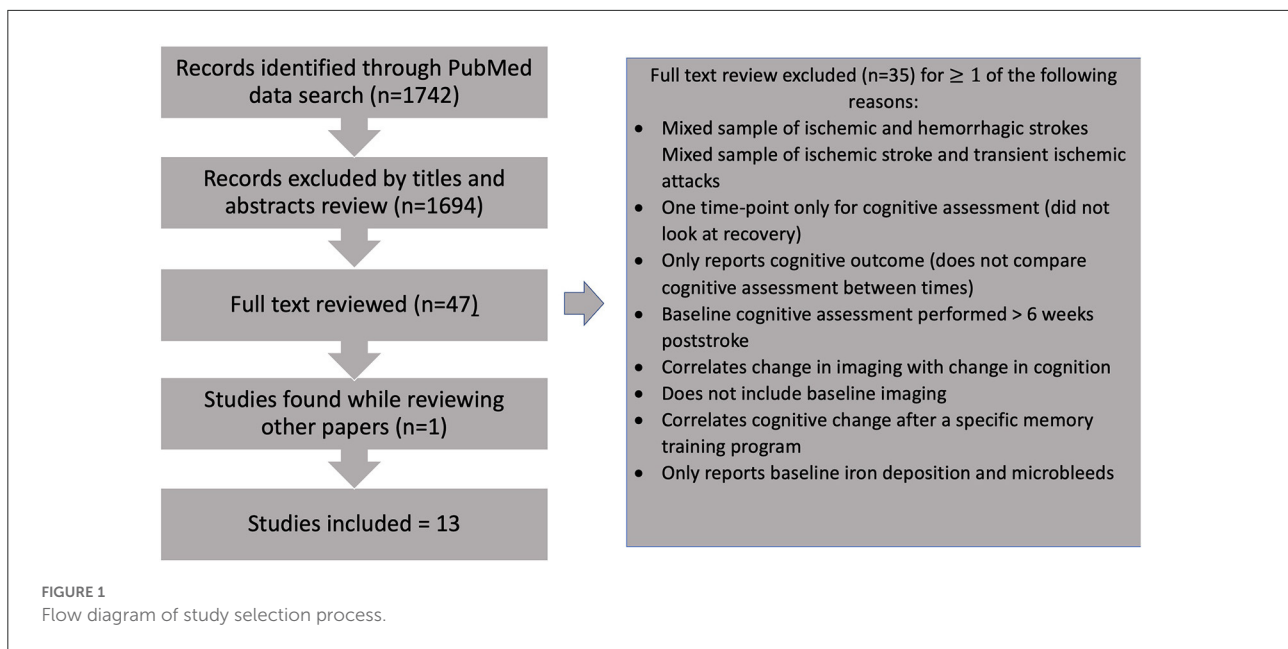 Records identified through PubMed
data search (n=1742)
Records excluded by titles and
abstracts review (n=1694)
Full text reviewed (n=47)
Studies found while reviewing
other papers (n=1)
Studies included = 13
Full text review excluded (n=35) for ≥ 1 of the following
reasons:
• Mixed sample of ischemic and hemorrhagic strokes
Mixed sample of ischemic stroke and transient ischemic
attacks
• One time-point only for cognitive assessment (did not
look at recovery)
• Only reports cognitive outcome (does not compare
cognitive assessment between times)
• Baseline cognitive assessment performed > 6 weeks
poststroke
• Correlates change in imaging with change in cognition
• Does not include baseline imaging
• Correlates cognitive change after a specific memory
training program
• Only reports baseline iron deposition and microbleeds
FIGURE 1
Flow diagram of study selection process.